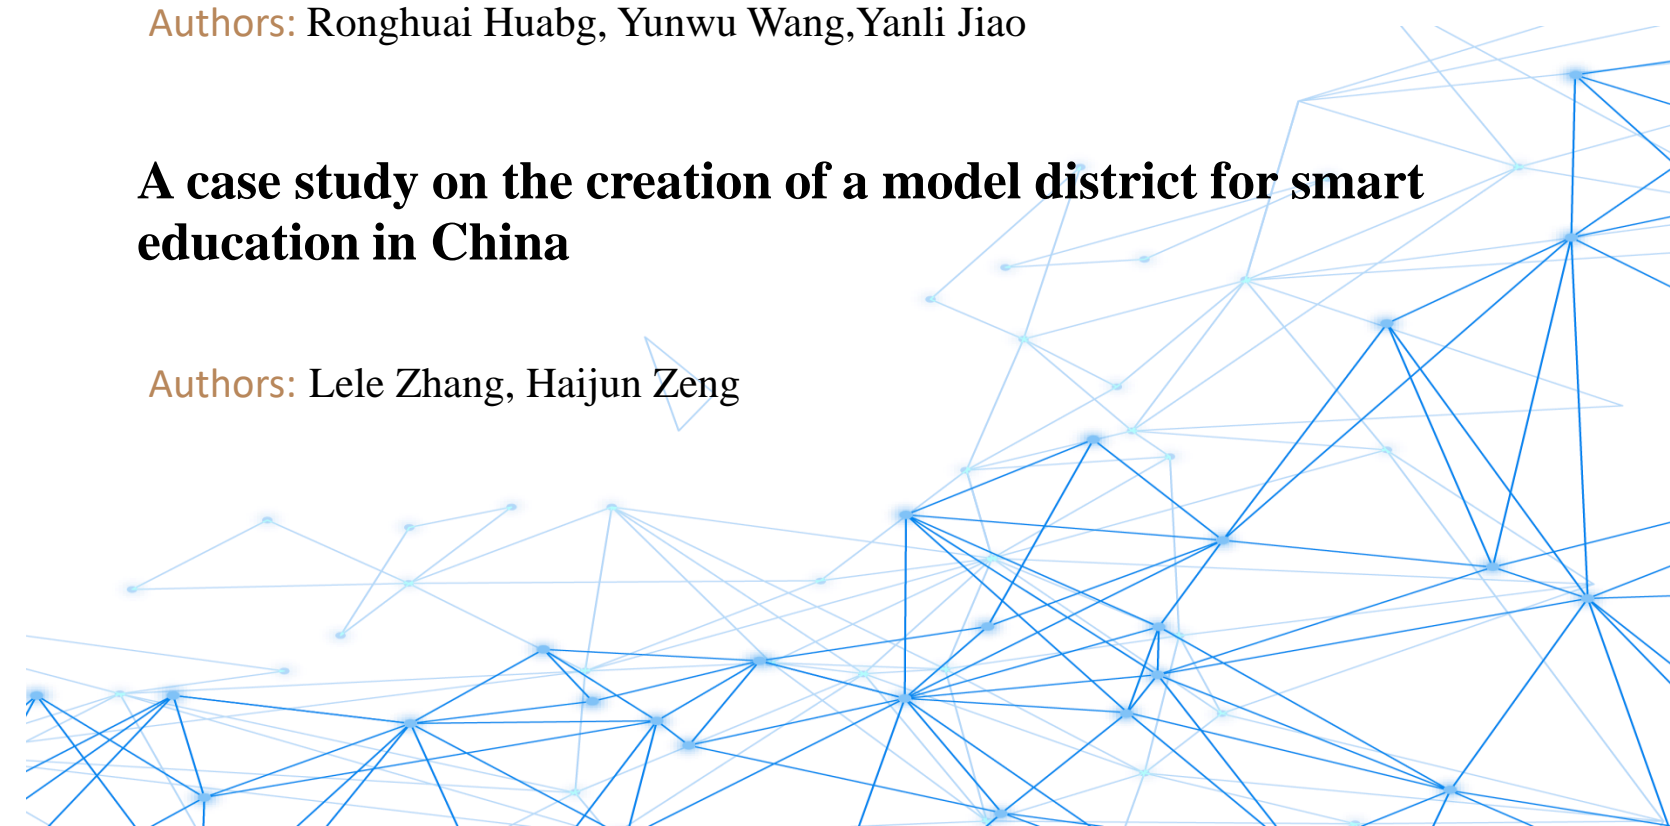 Authors: Ronghuai Huabg, Yunwu Wang,Yanli Jiao
A case study on the creation of a model district for smart
education in China
Authors: Lele Zhang, Haijun Zeng